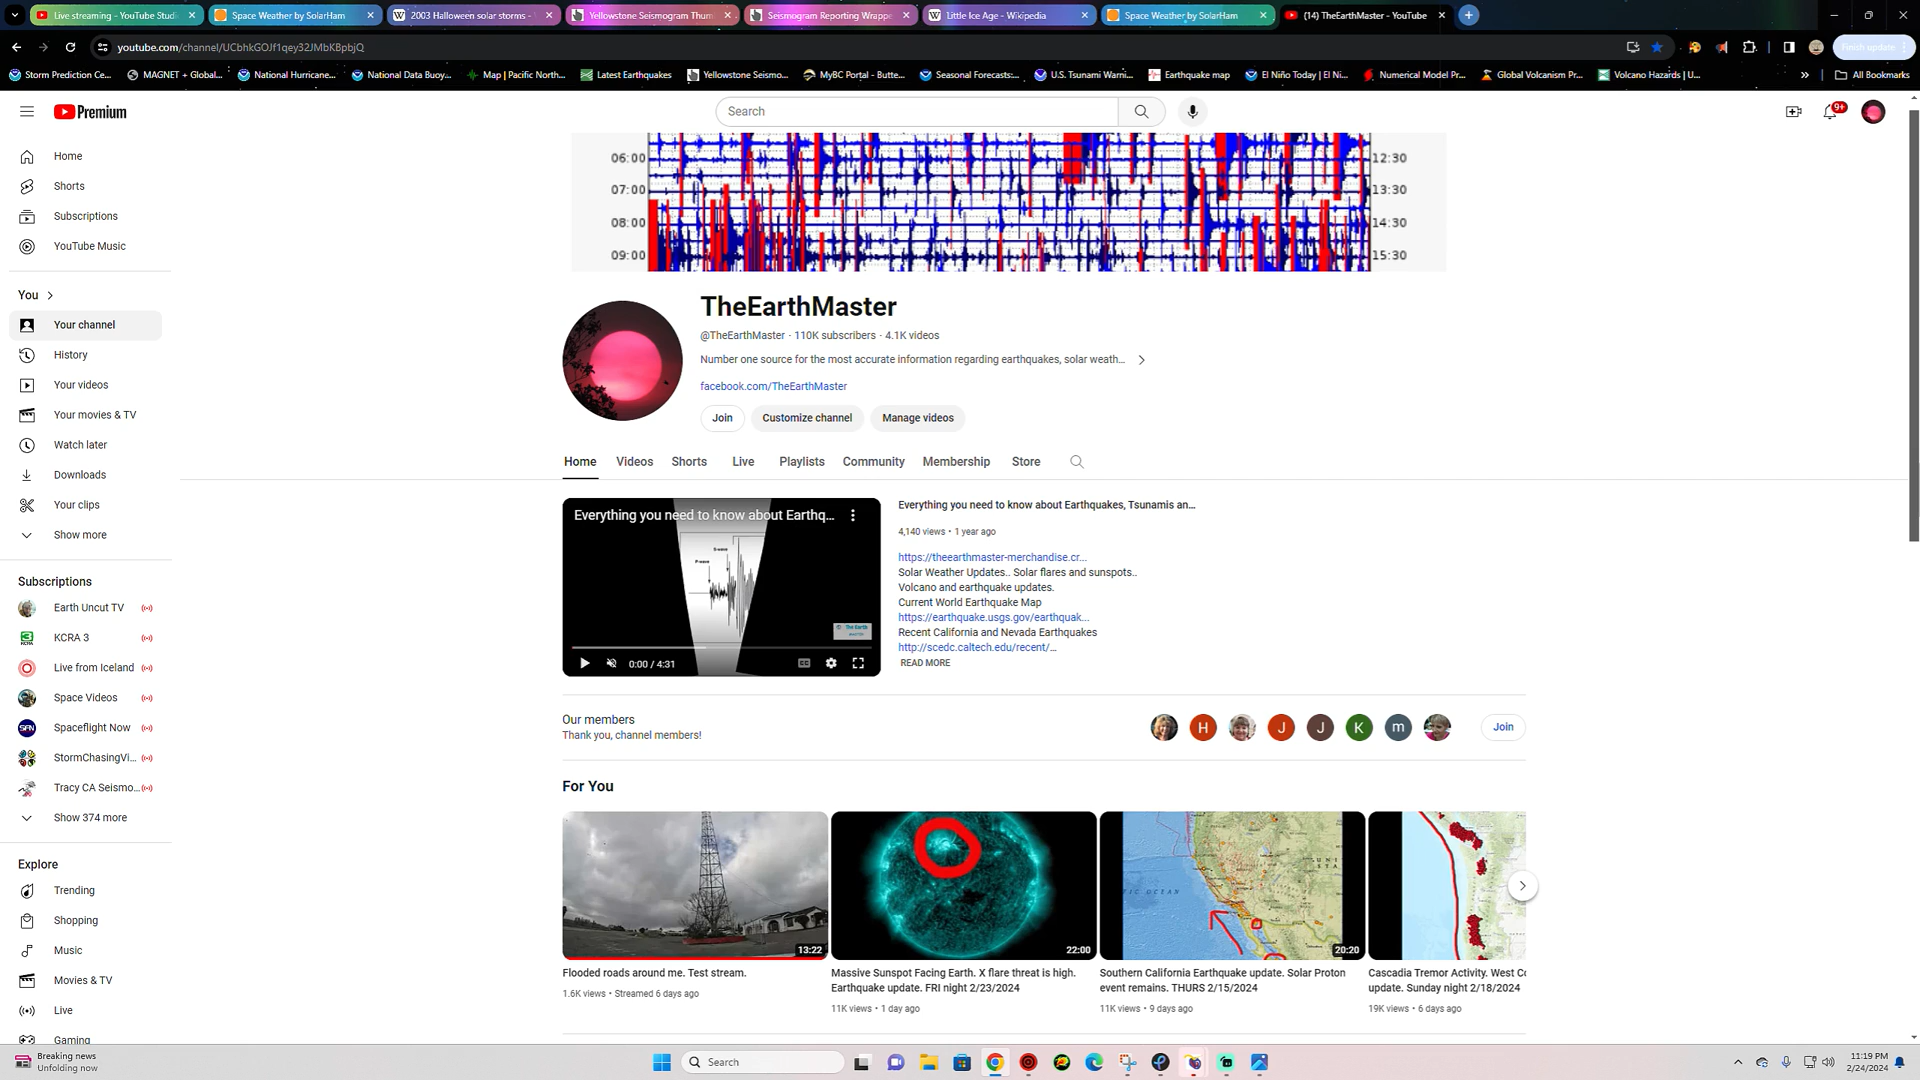 Live streaming - YouTube Studi
Space Weather by SolarHam
2003 Halloween solar storms -
Yellowstone Seismogram Thum
Seismogram Reporting Wrappe
Little Ice Age - Wikipedia
Space Weather by SolarHam
(14) TheEarthMaster - YouTube
youtube.com/channel/UCbhkGOJf1qey32JMbKBpbjQ
Finish update
Storm Prediction Ce...
MAGNET + Global...
National Hurricane...
National Data Buoy...
Map | Pacific North...
Latest Earthquakes
Yellowstone Seismo...
MyBC Portal - Butte...
Seasonal Forecasts:...
U.S. Tsunami Warni...
Earthquake map
El Niño Today | El Ni...
Numerical Model Pr...
Global Volcanism Pr...
Volcano Hazards | U...
All Bookmarks
Premium
Search
9+
Home
Shorts
Subscriptions
YouTube Music
You
Your channel
History
Your videos
Your movies & TV
Watch later
Downloads
Your clips
Show more
Subscriptions
Earth Uncut TV
KCRA 3
Live from Iceland
Space Videos
Spaceflight Now
StormChasingVi...
Tracy CA Seismo...
Show 374 more
Explore
Trending
Shopping
Music
Movies & TV
Live
Gaming
06:00 12:30
07:00 13:30
08:00 14:30
09:00 15:30
TheEarthMaster
@TheEarthMaster · 110K subscribers · 4.1K videos
Number one source for the most accurate information regarding earthquakes, solar weath...
facebook.com/TheEarthMaster
Join
Customize channel
Manage videos
Home
Videos
Shorts
Live
Playlists
Community
Membership
Store
Everything you need to know about Earthq...
P-wave
S-wave
The Earth
0:00 / 4:31
Everything you need to know about Earthquakes, Tsunamis an...
4,140 views • 1 year ago
https://theearthmaster-merchandise.cr...
Solar Weather Updates.. Solar flares and sunspots..
Volcano and earthquake updates.
Current World Earthquake Map
https://earthquake.usgs.gov/earthquak...
Recent California and Nevada Earthquakes
http://scedc.caltech.edu/recent/...
READ MORE
Our members
Thank you, channel members!
H
J
J
K
m
Join
For You
13:22
Flooded roads around me. Test stream.
1.6K views • Streamed 6 days ago
22:00
Massive Sunspot Facing Earth. X flare threat is high.
Earthquake update. FRI night 2/23/2024
11K views • 1 day ago
OCEAN
20:20
Southern California Earthquake update. Solar Proton
event remains. THURS 2/15/2024
11K views • 9 days ago
Cascadia Tremor Activity. West Co
update. Sunday night 2/18/2024
19K views • 6 days ago
Breaking news
Unfolding now
Search
11:19 PM
2/24/2024